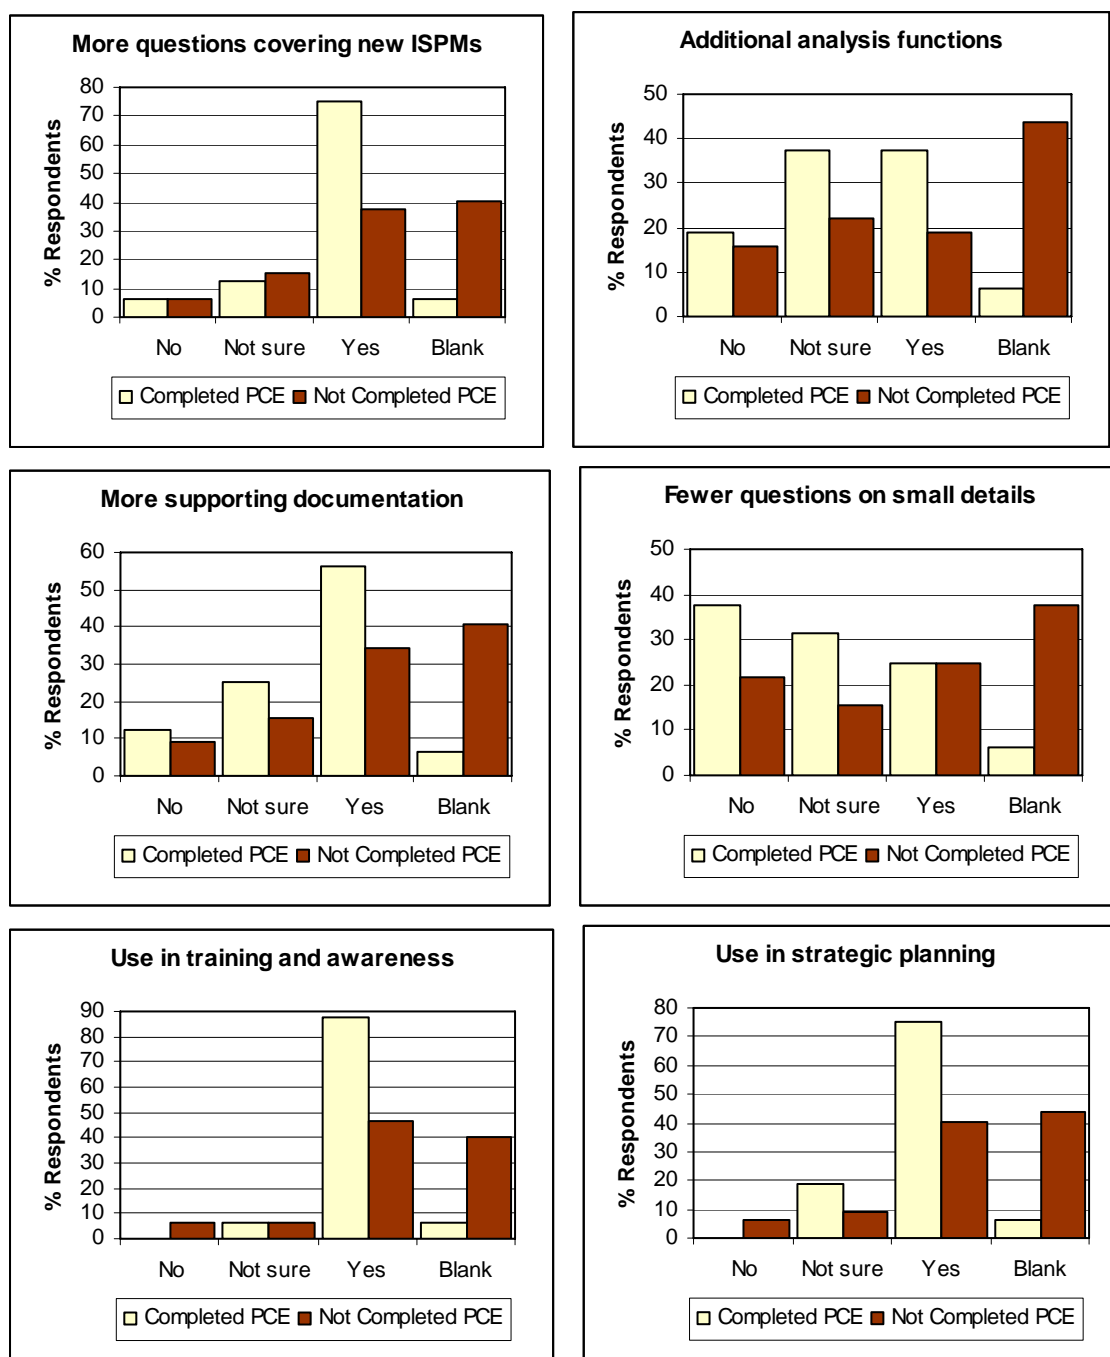 More questions covering new ISPMs
% Respondents
80
70
60
50
40
30
20
10
0
No Not sure Yes Blank
Completed PCE Not Completed PCE
Additional analysis functions
% Respondents
50
40
30
20
10
0
No Not sure Yes Blank
Completed PCE Not Completed PCE
More supporting documentation
% Respondents
60
50
40
30
20
10
0
No Not sure Yes Blank
Completed PCE Not Completed PCE
Fewer questions on small details
% Respondents
50
40
30
20
10
0
No Not sure Yes Blank
Completed PCE Not Completed PCE
Use in training and awareness
% Respondents
90
80
70
60
50
40
30
20
10
0
No Not sure Yes Blank
Completed PCE Not Completed PCE
Use in strategic planning
% Respondents
80
70
60
50
40
30
20
10
0
No Not sure Yes Blank
Completed PCE Not Completed PCE